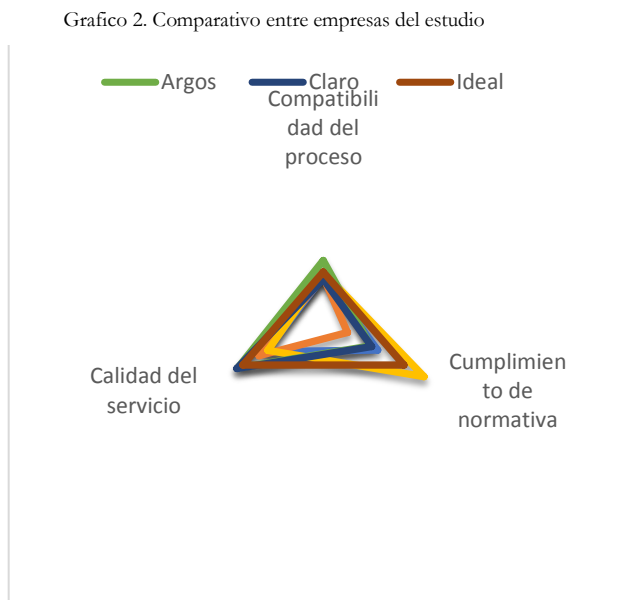 Grafico 2. Comparativo entre empresas del estudio
Argos Claro Ideal
Compatibili
dad del
proceso
Calidad del
servicio
Cumplimien
to de
normativa